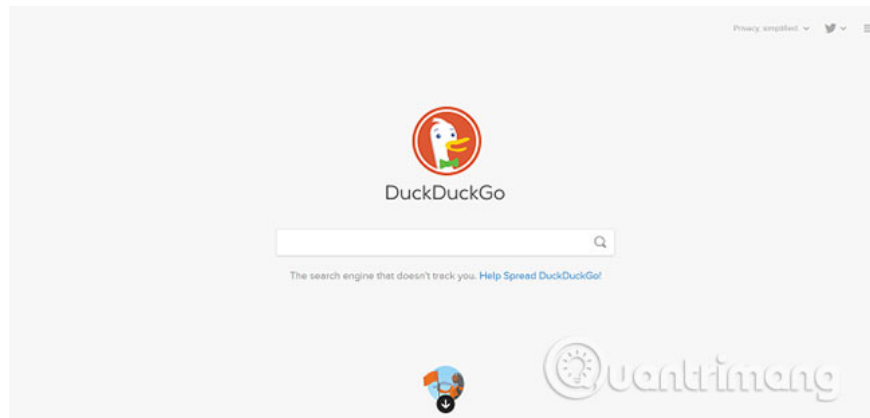 Privacy, simplified.
DuckDuckGo
The search engine that doesn't track you. Help Spread DuckDuckGo!
Quantrimang